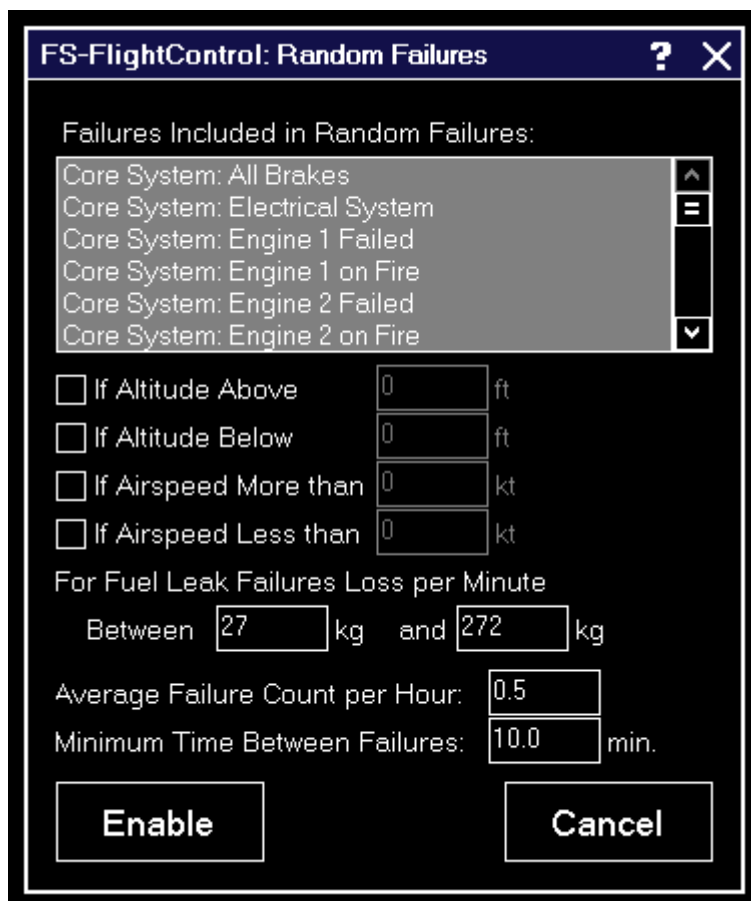 FS-FlightControl: Random Failures ?
Failures Included in Random Failures:
Core System: All Brakes
Core System: Electrical System
Core System: Engine 1 Failed
Core System: Engine 1 on Fire
Core System: Engine 2 Failed
Core System: Engine 2 on Fire
If Altitude Above 0 ft
If Altitude Below 0 ft
If Airspeed More than 0 kt
If Airspeed Less than 0 kt
For Fuel Leak Failures Loss per Minute
Between 27 kg and 272 kg
Average Failure Count per Hour: 0.5
Minimum Time Between Failures: 10.0 min.
Enable Cancel